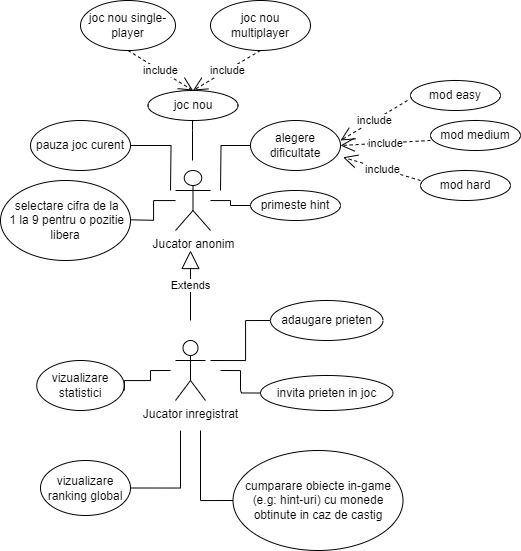 joc nou single-
player
joc nou
multiplayer
include
include
joc nou
mod easy
include
mod medium
include
include
mod hard
pauza joc curent
alegere
dificultate
selectare cifra de la
1 la 9 pentru o pozitie
libera
primeste hint
Jucator anonim
Extends
adaugare prieten
vizualizare
statistici
invita prieten in joc
Jucator inregistrat
vizualizare
ranking global
cumparare obiecte in-game
(e.g: hint-uri) cu monede
obtinute in caz de castig